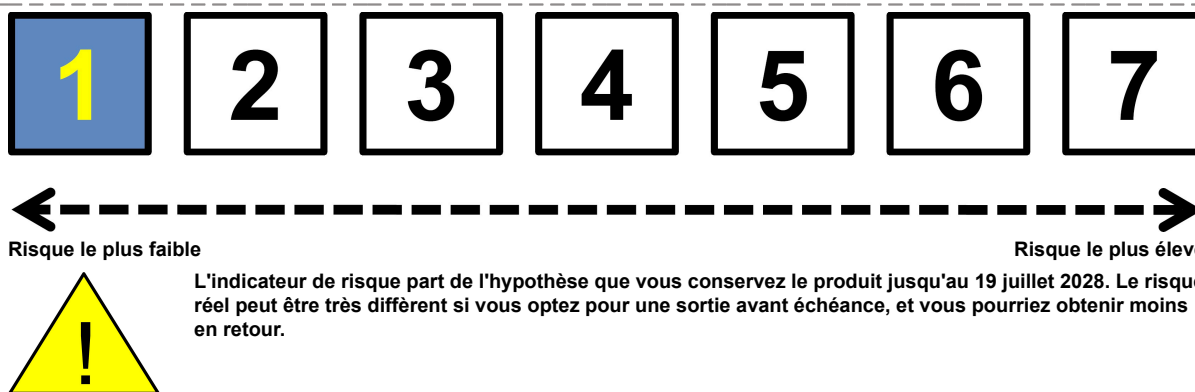 1 2 3 4 5 6 7
Risque le plus faible Risque le plus élevé
L'indicateur de risque part de l'hypothèse que vous conservez le produit jusqu'au 19 juillet 2028. Le risque
réel peut être très diffèrent si vous optez pour une sortie avant échéance, et vous pourriez obtenir moins
en retour.
!